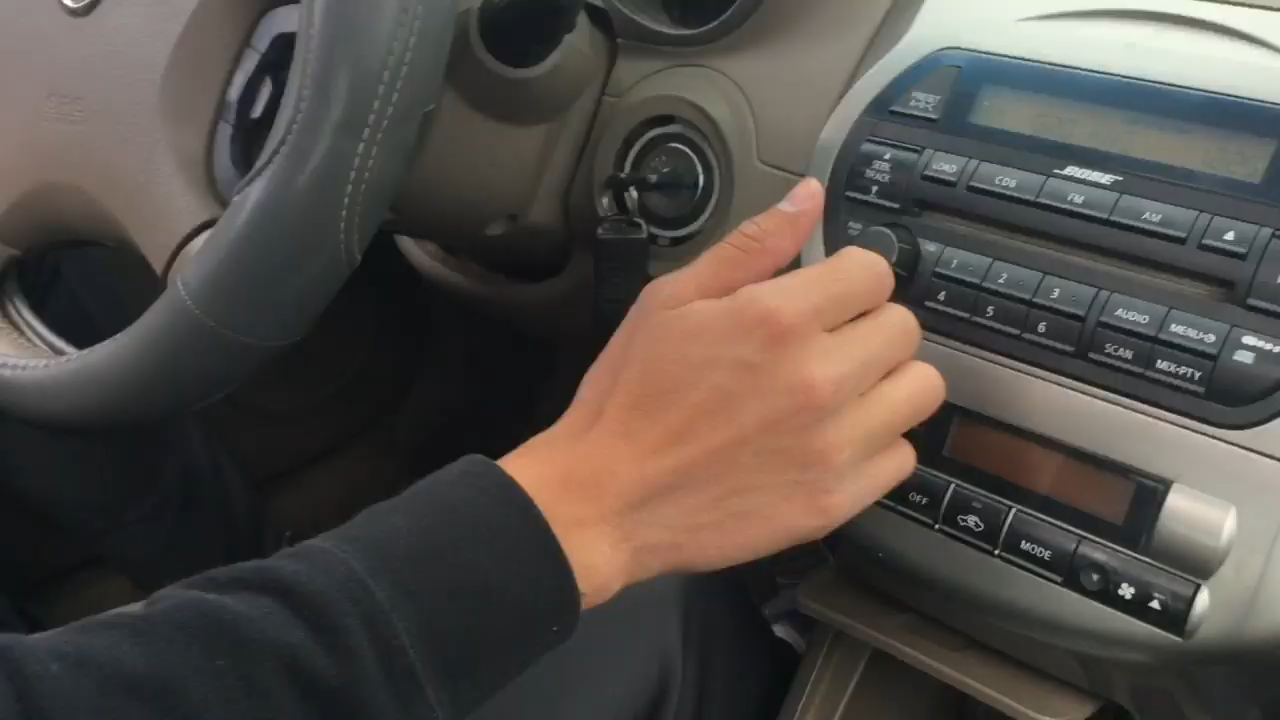 SRS
BOSE
SEEK
TRACK
LOAD
CD6
FM
AM
1
2
3
4
5
6
AUDIO
MENU
SCAN
MIX•PTY
OFF
MODE